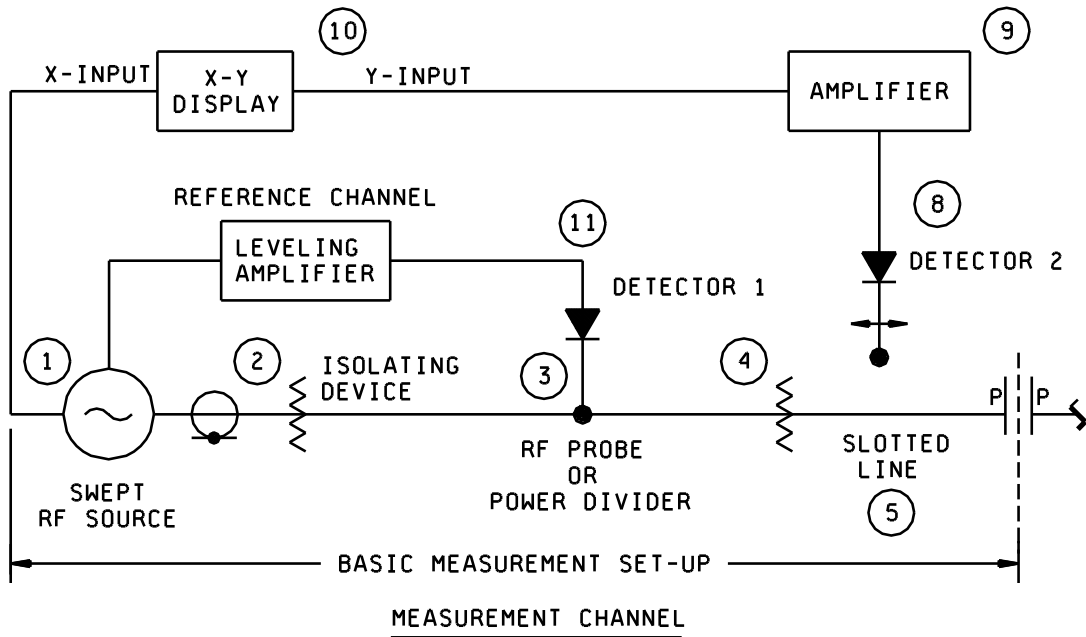 10
9
X-INPUT
X-Y
DISPLAY
Y-INPUT
AMPLIFIER
REFERENCE CHANNEL
8
11
LEVELING
AMPLIFIER
DETECTOR 1
DETECTOR 2
1
2
ISOLATING
DEVICE
3
4
P P
RF PROBE
OR
POWER DIVIDER
SLOTTED
LINE
5
SWEPT
RF SOURCE
BASIC MEASUREMENT SET-UP
MEASUREMENT CHANNEL